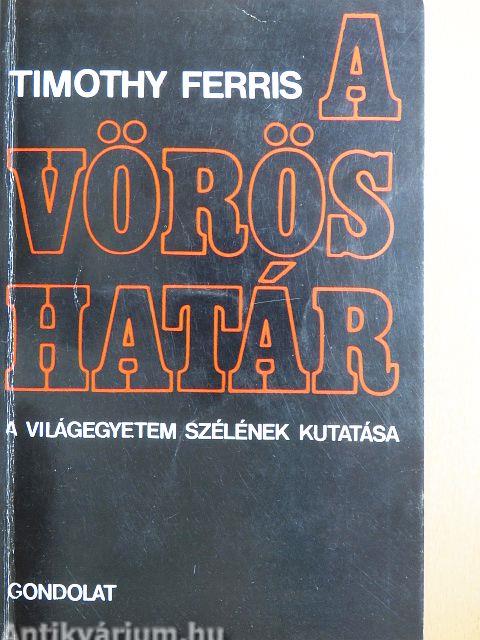 TIMOTHY FERRIS
A
VÖRÖS
HATÁR
A VILÁGEGYETEM SZÉLÉNEK KUTATÁSA
GONDOLAT
Antikvárium.hu